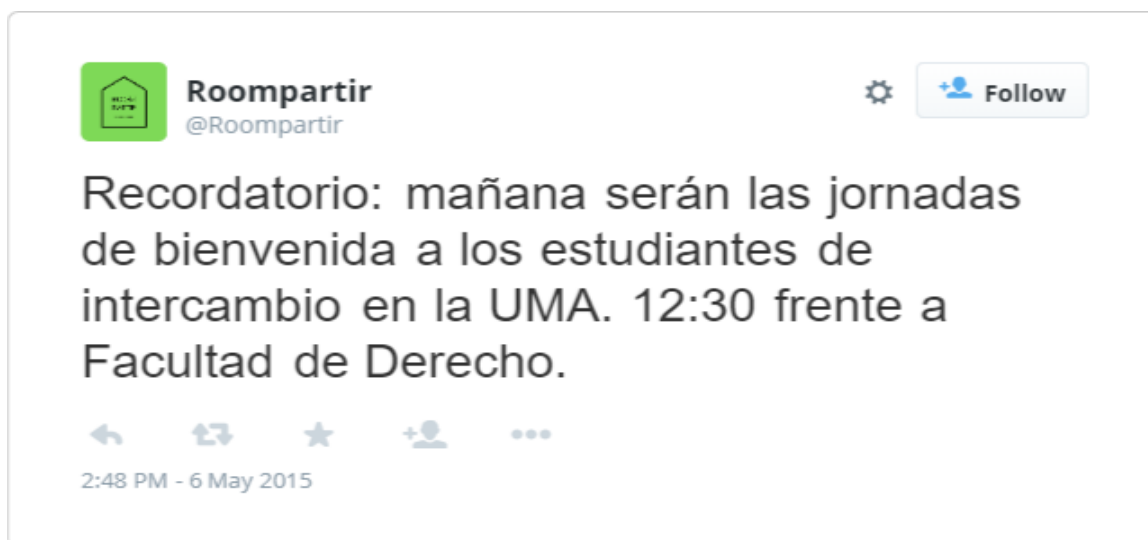 Roompartir
@Roompartir
Follow
Recordatorio: mañana serán las jornadas
de bienvenida a los estudiantes de
intercambio en la UMA. 12:30 frente a
Facultad de Derecho.
2:48 PM - 6 May 2015